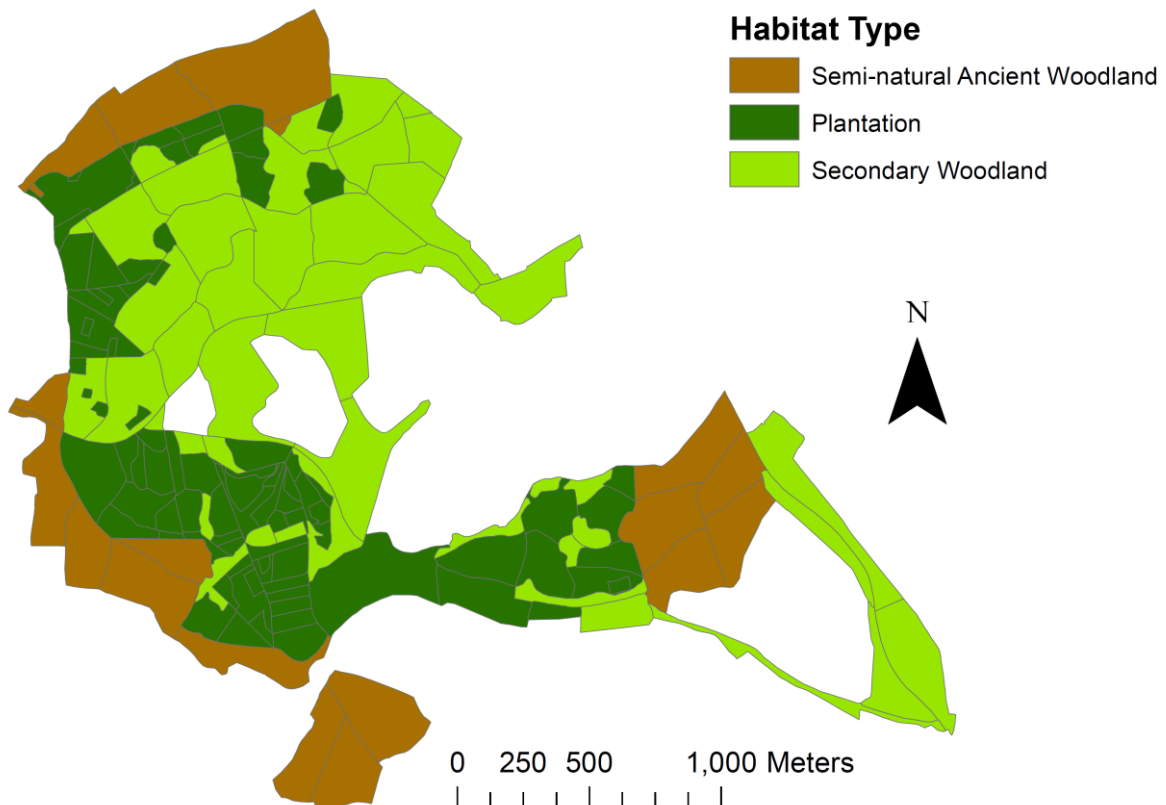 Habitat Type
Semi-natural Ancient Woodland
Plantation
Secondary Woodland
N
0 250 500 1,000 Meters